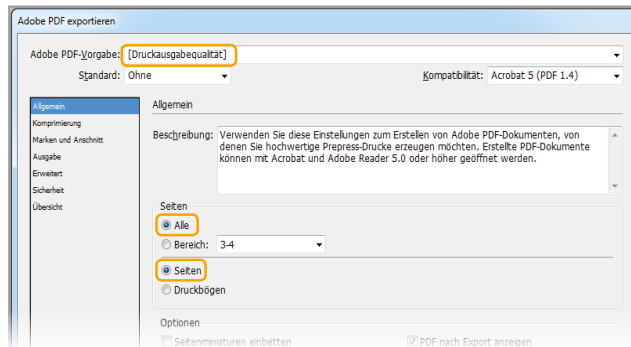 Adobe PDF exportieren
Adobe PDF-Vorgabe: [Druckausgabequalität]
Standard: Ohne Kompatibilität: Acrobat 5 (PDF 1.4)
Allgemein
Komprimierung
Marken und Anschnitt
Ausgabe
Erweitert
Sicherheit
Übersicht
Allgemein
Beschreibung: Verwenden Sie diese Einstellungen zum Erstellen von Adobe PDF-Dokumenten, von
denen Sie hochwertige Prepress-Drucke erzeugen möchten. Erstellte PDF-Dokumente
können mit Acrobat und Adobe Reader 5.0 oder höher geöffnet werden.
Seiten
Alle
Bereich: 3-4
Seiten
Druckbögen
Optionen
Seitenminiaturen einbetten PDF nach Export anzeigen